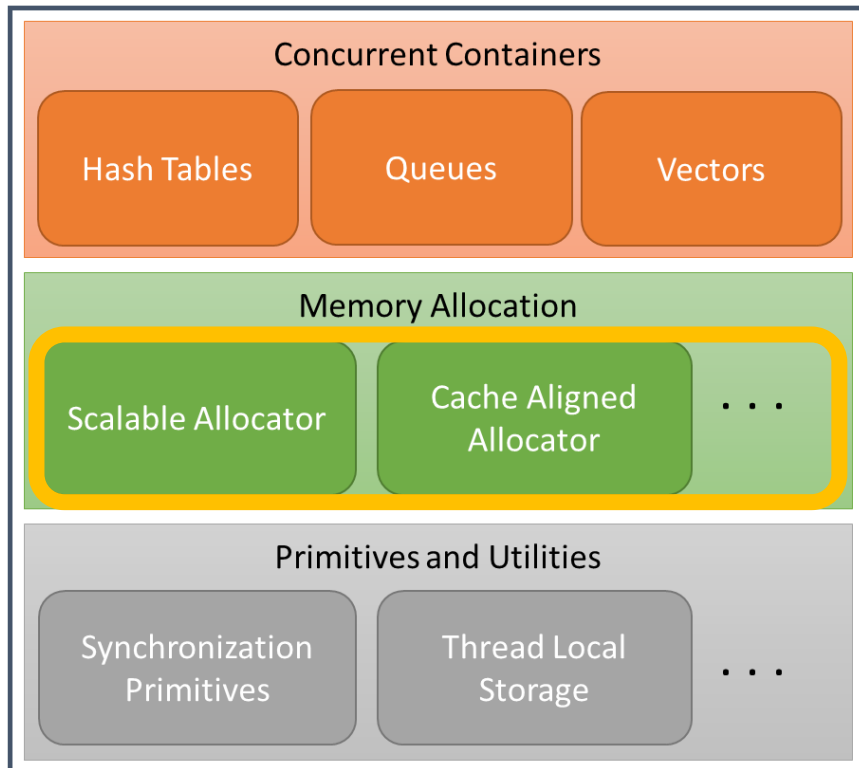 Concurrent Containers
Hash Tables
Queues
Vectors
Memory Allocation
Scalable Allocator
Cache Aligned
Allocator
. . .
Primitives and Utilities
Synchronization
Primitives
Thread Local
Storage
. . .